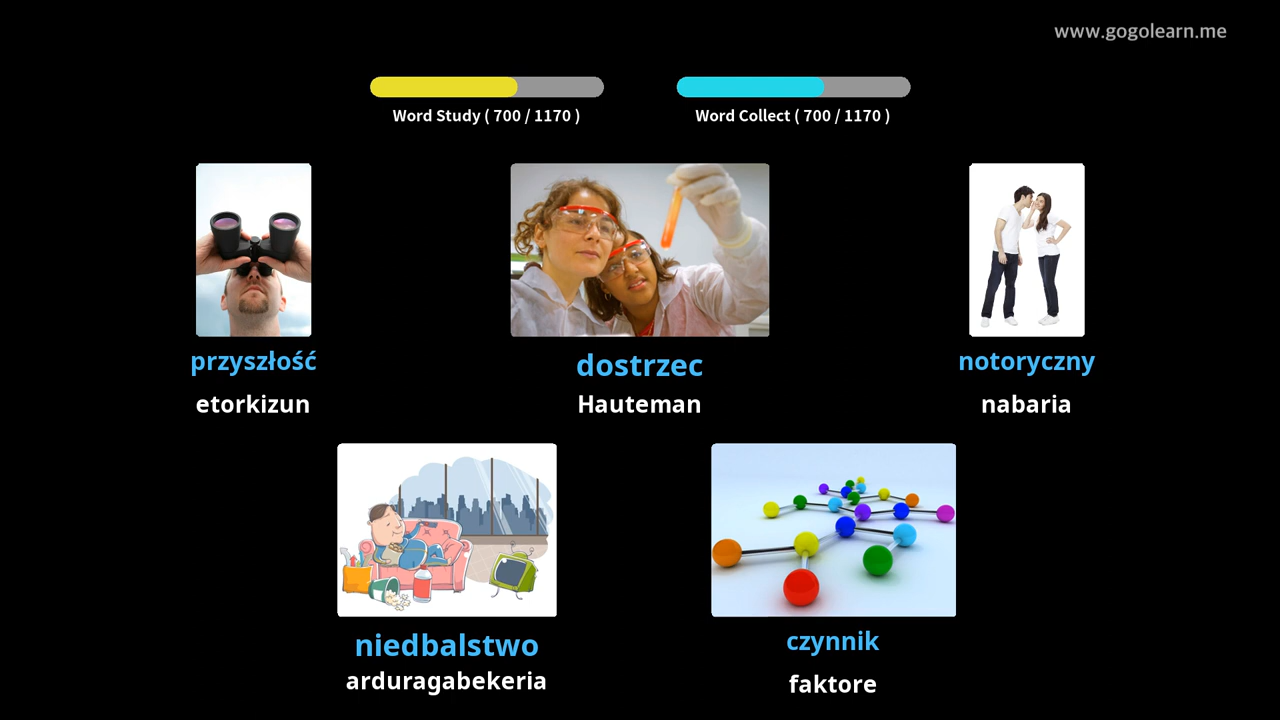 www.gogolearn.me
Word Study ( 700 / 1170 )
Word Collect ( 700 / 1170 )
przyszłość
etorkizun
dostrzec
Hauteman
notoryczny
nabaria
niedbalstwo
arduragabekeria
czynnik
faktore